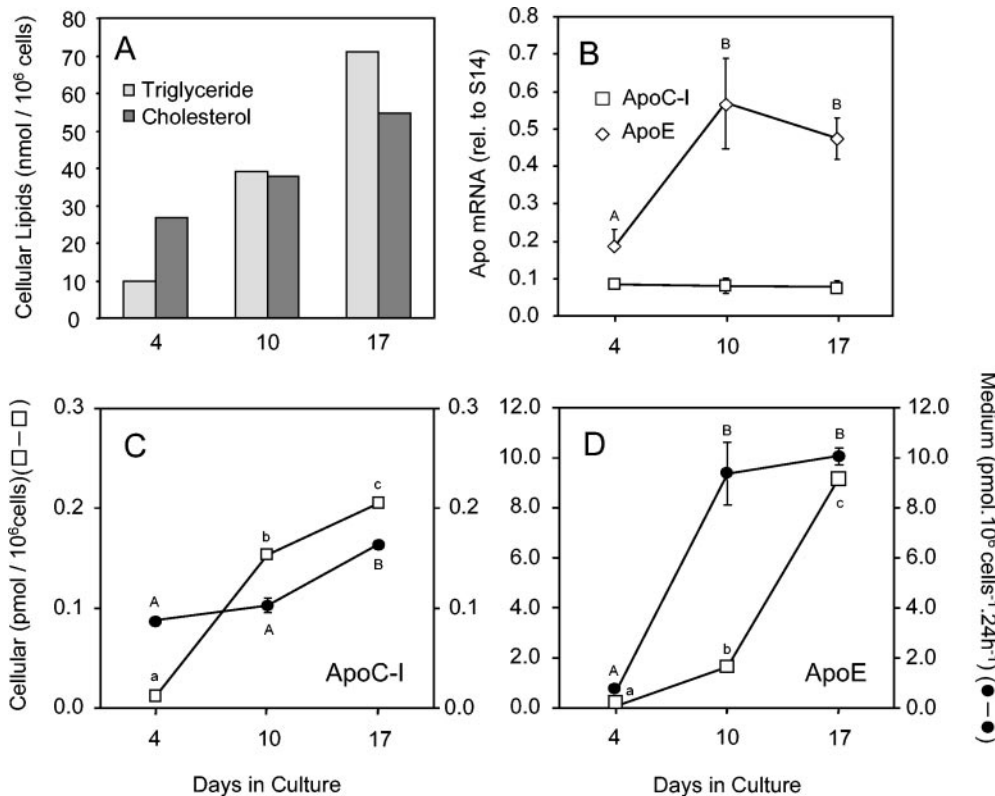 A
Triglyceride
Cholesterol
Cellular Lipids (nmol / 10⁶ cells)
80
70
60
50
40
30
20
10
0
4 10 17
B
ApoC-I
ApoE
Apo mRNA (rel. to S14)
0.8
0.7
0.6
0.5
0.4
0.3
0.2
0.1
0.0
A
B
B
4 10 17
C
Cellular (pmol / 10⁶cells)(□–□)
0.3
0.2
0.1
0.0
A
a
b
A
c
B
0.3
0.2
0.1
0.0
ApoC-I
4 10 17
Days in Culture
D
12.0
10.0
8.0
6.0
4.0
2.0
0.0
A
a
B
b
B
c
12.0
10.0
8.0
6.0
4.0
2.0
0.0
ApoE
4 10 17
Days in Culture
Medium (pmol.10⁶ cells⁻¹.24h⁻¹) (●–●)